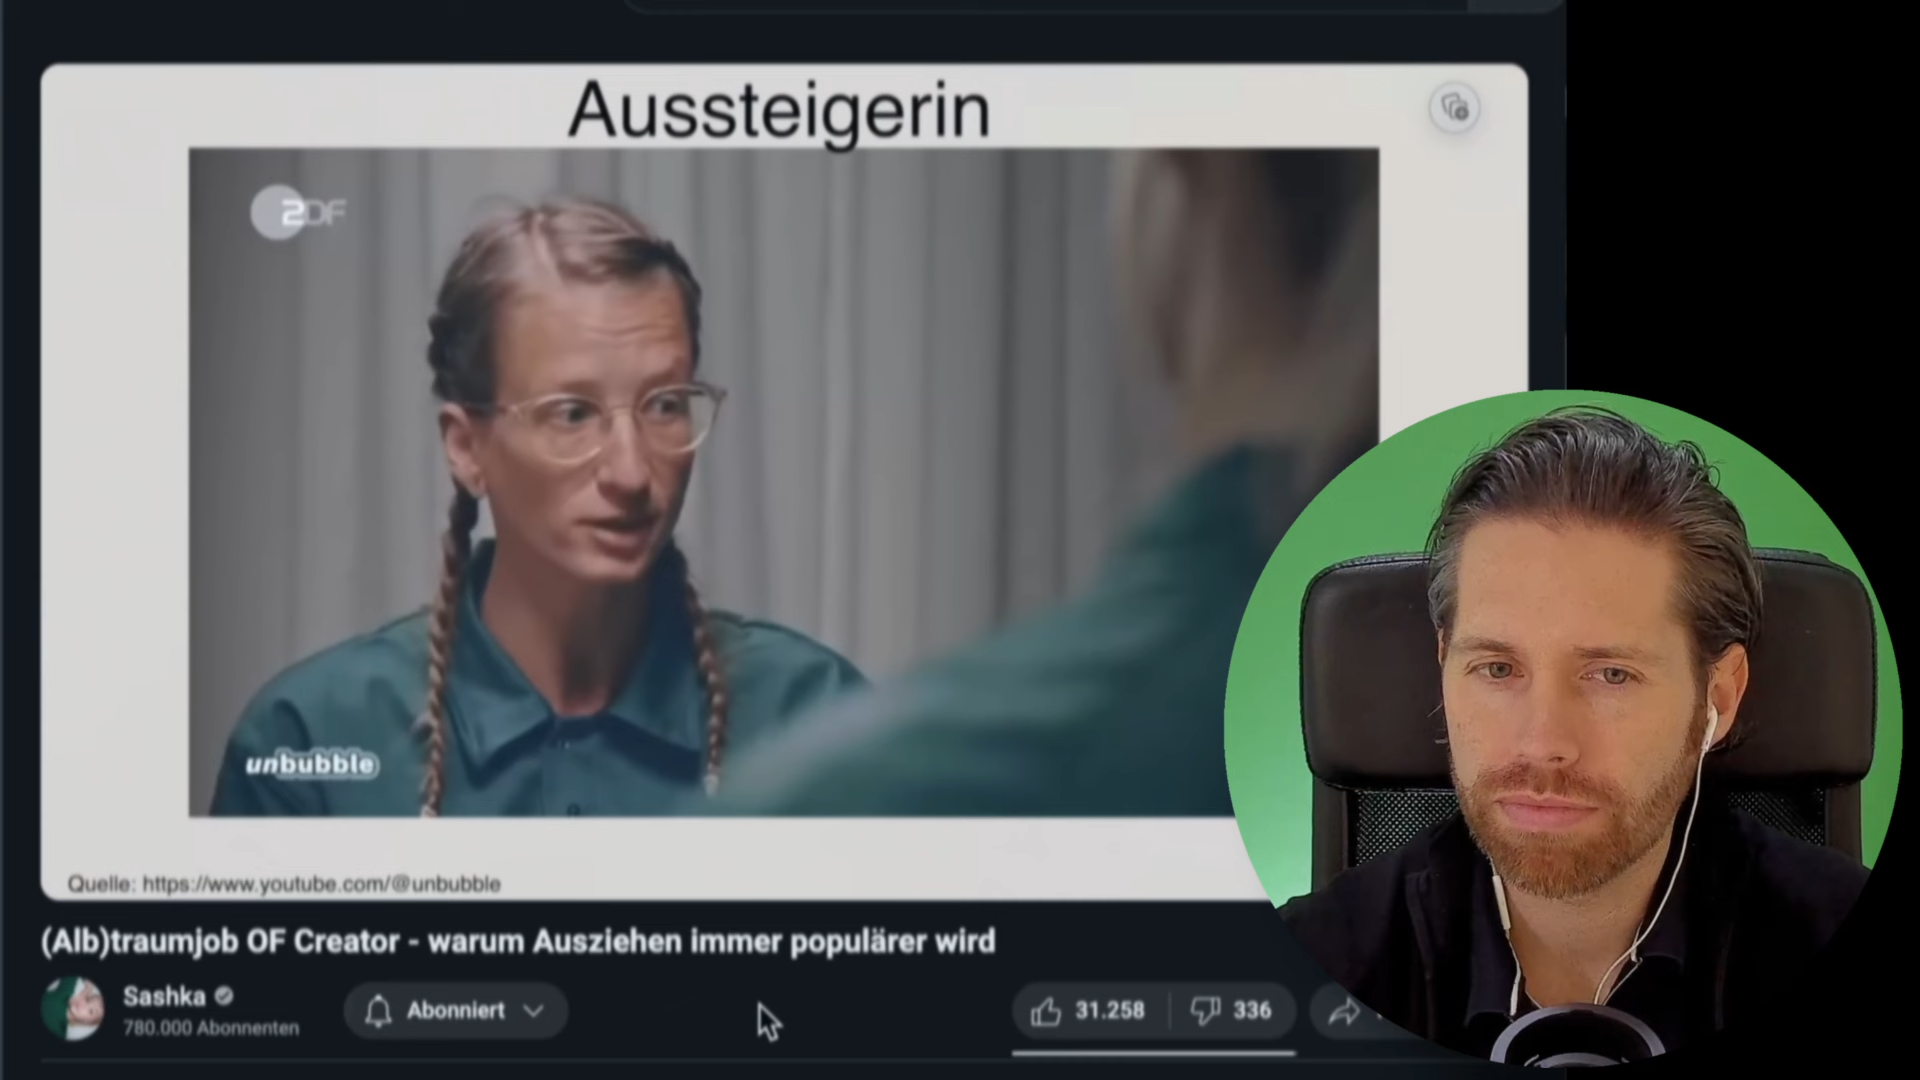 Aussteigerin
ZDF
unbubble
Quelle: https://www.youtube.com/@unbubble
(Alb)traumjob OF Creator - warum Ausziehen immer populärer wird
Sashka
780.000 Abonnenten
Abonniert
31.258
336